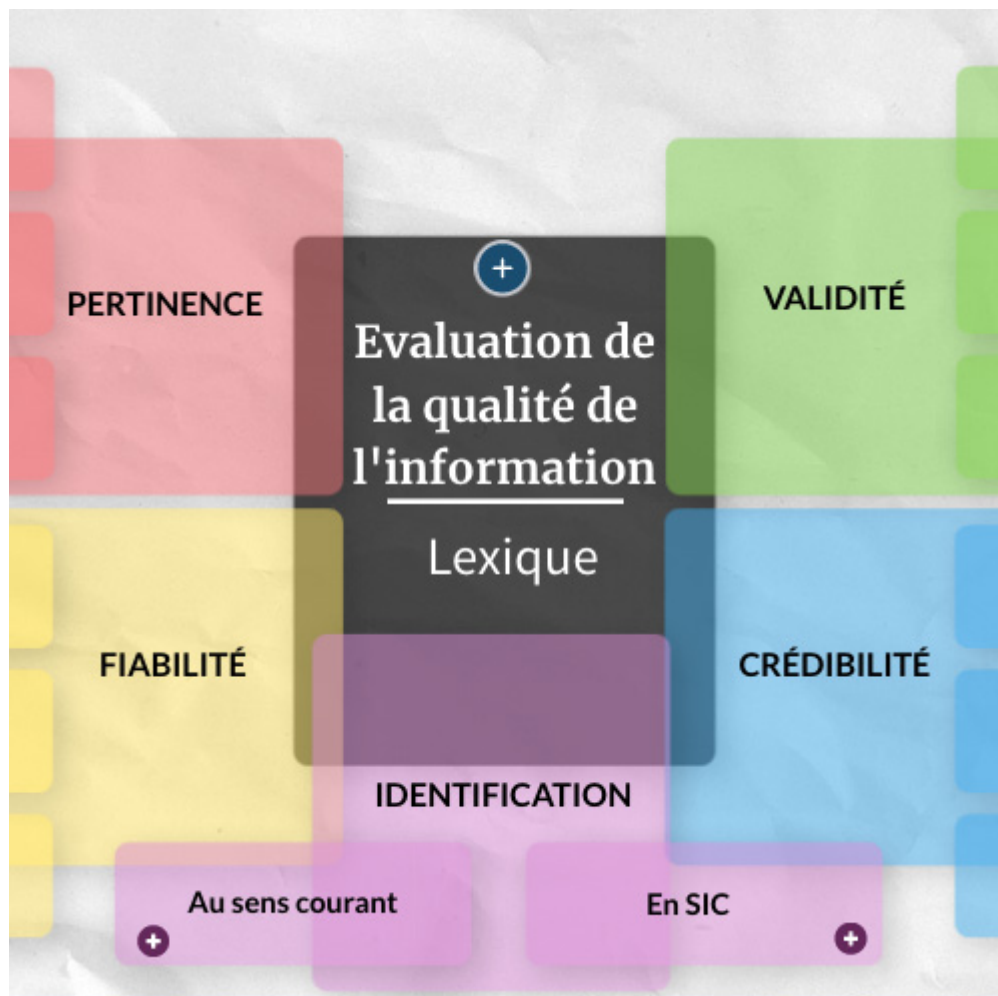 PERTINENCE
VALIDITÉ
Evaluation de
la qualité de
l'information
Lexique
FIABILITÉ
CRÉDIBILITÉ
IDENTIFICATION
Au sens courant
En SIC